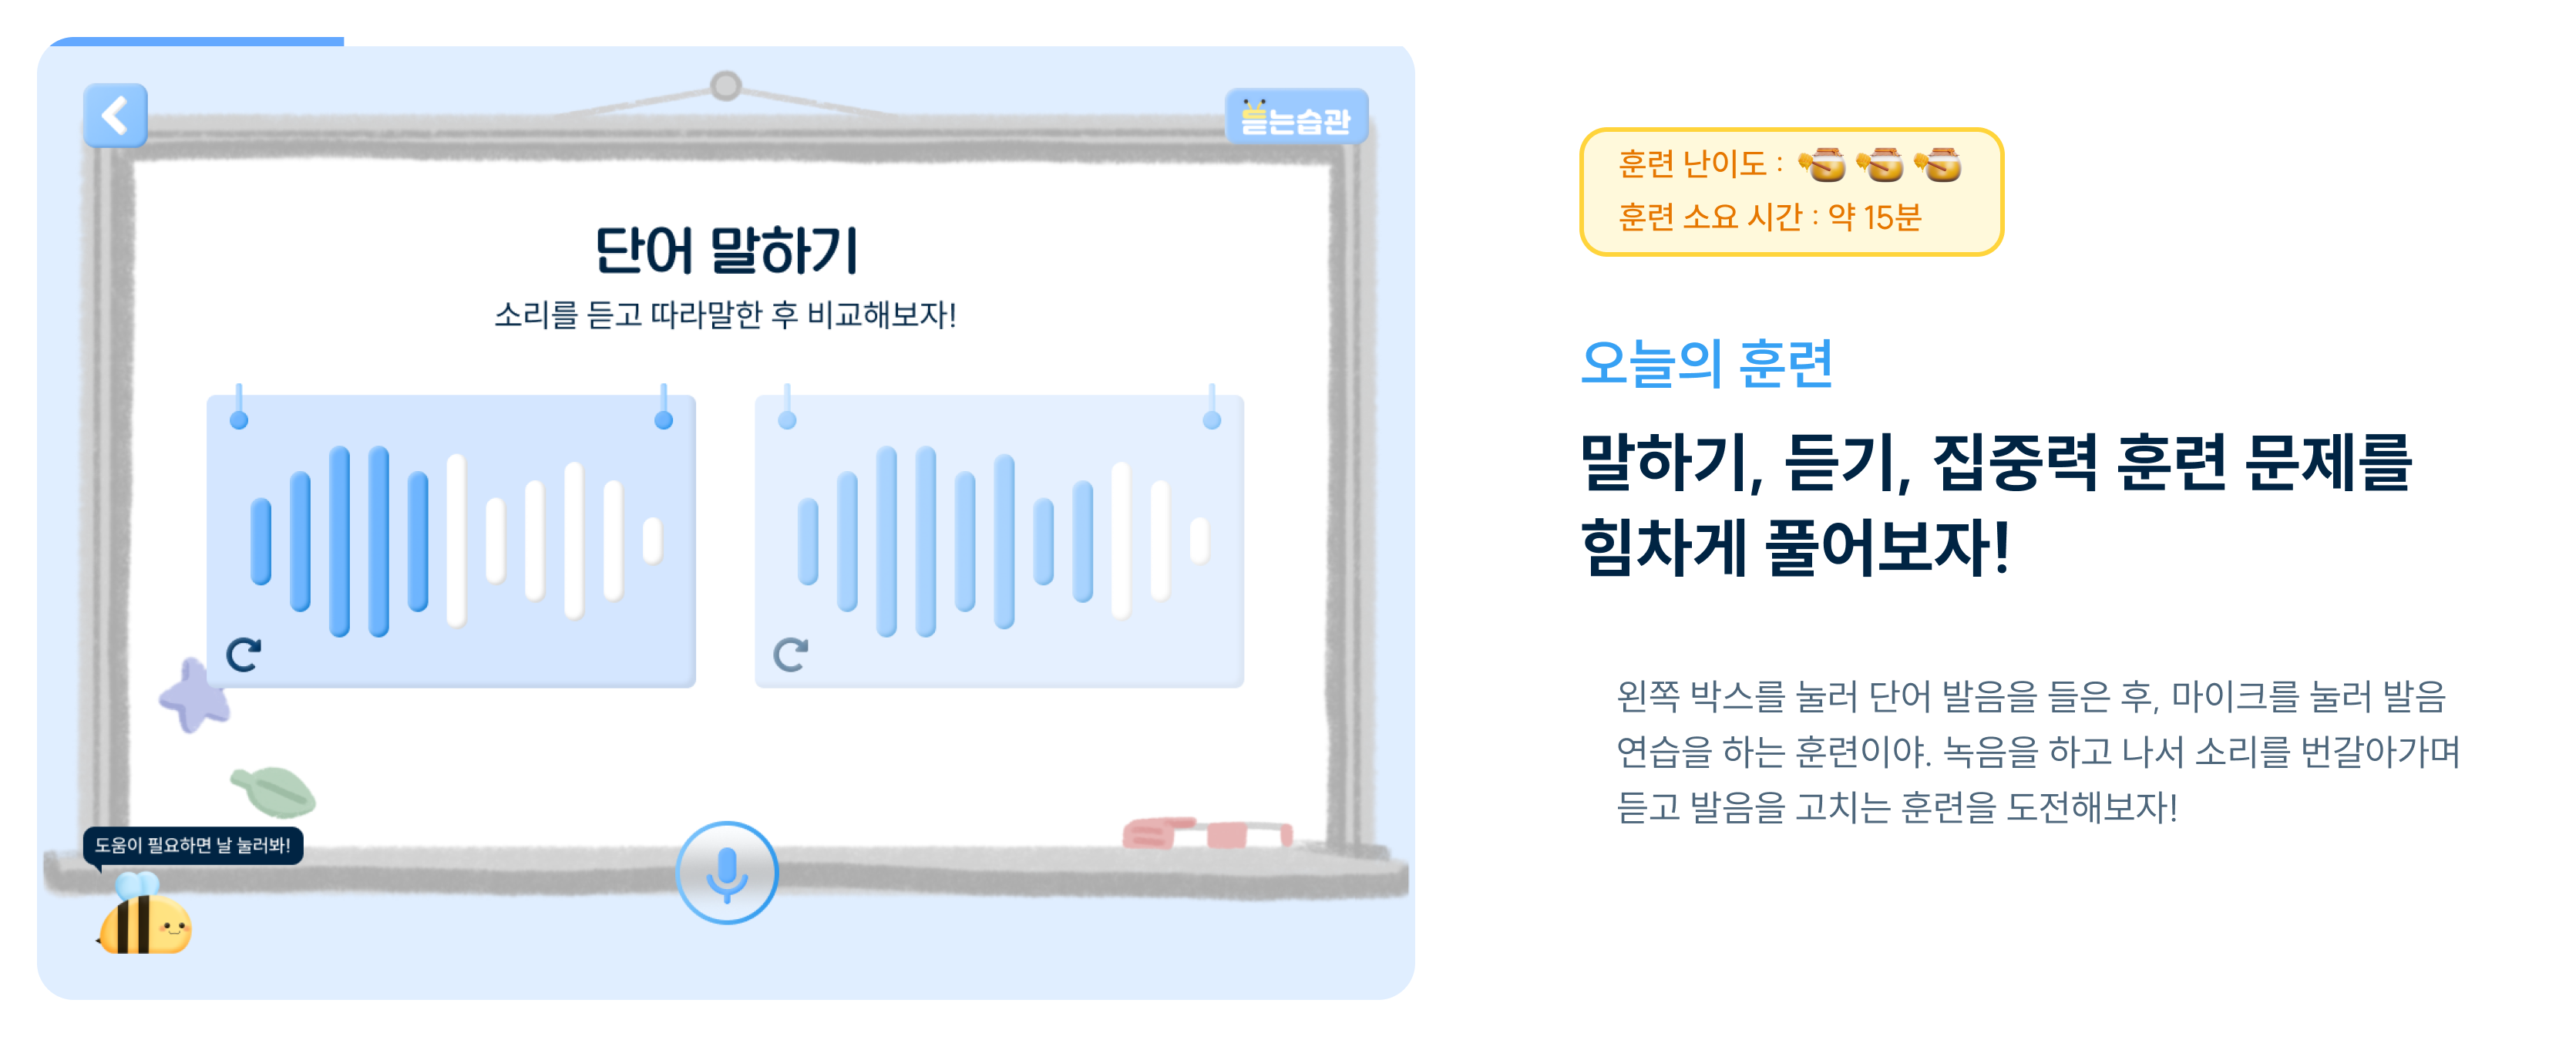 듣는습관
단어 말하기
소리를 듣고 따라말한 후 비교해보자!
도움이 필요하면 날 눌러봐!
훈련 난이도 :
훈련 소요 시간 : 약 15분
오늘의 훈련
말하기, 듣기, 집중력 훈련 문제를
힘차게 풀어보자!
왼쪽 박스를 눌러 단어 발음을 들은 후, 마이크를 눌러 발음
연습을 하는 훈련이야. 녹음을 하고 나서 소리를 번갈아가며
듣고 발음을 고치는 훈련을 도전해보자!